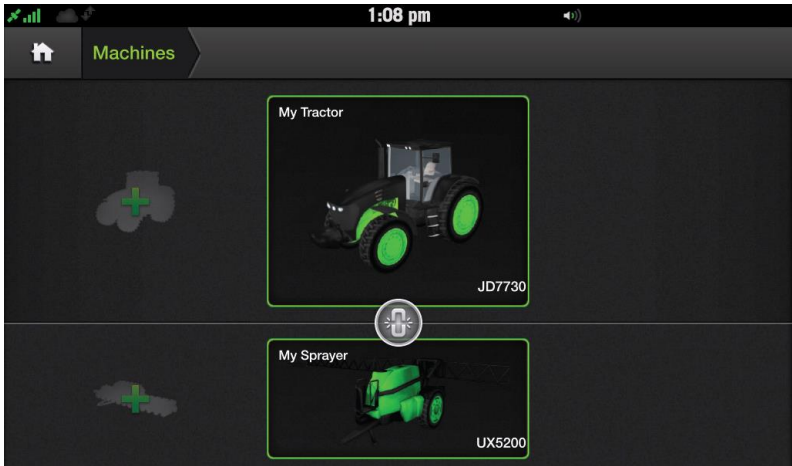 1:08 pm
Machines
My Tractor
JD7730
My Sprayer
UX5200